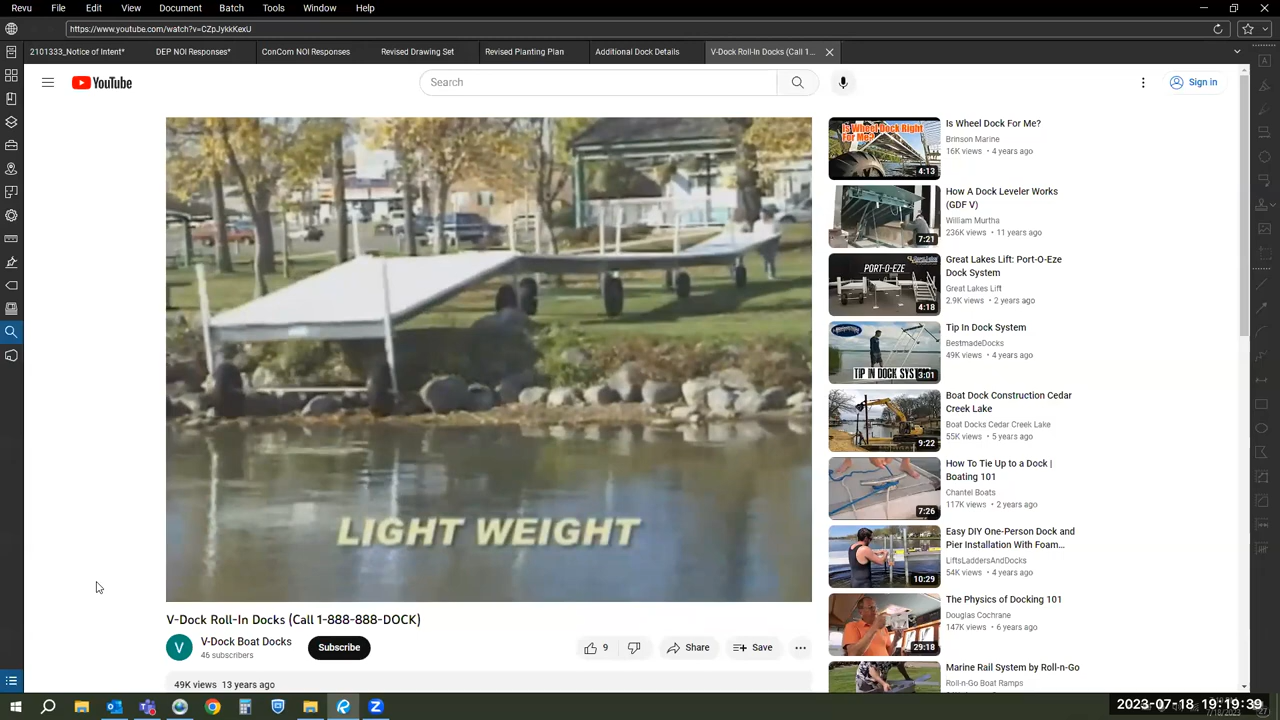 Revu File Edit View Document Batch Tools Window Help
https://www.youtube.com/watch?v=CZpJykkKexU
2101333_Notice of Intent* DEP NOI Responses* ConCom NOI Responses Revised Drawing Set Revised Planting Plan Additional Dock Details V-Dock Roll-In Docks (Call 1...
YouTube
Search
Sign in
LIGHT WEIGHT
V-Dock Roll-In Docks (Call 1-888-888-DOCK)
V
V-Dock Boat Docks
46 subscribers
Subscribe
9
Share
Save
49K views 13 years ago
Is Wheel Dock Right
For Me?
4:13
Is Wheel Dock For Me?
Brinson Marine
16K views • 4 years ago
7:21
How A Dock Leveler Works
(GDF V)
William Murtha
236K views • 11 years ago
PORT-O-EZE
4:18
Great Lakes Lift: Port-O-Eze
Dock System
Great Lakes Lift
2.9K views • 2 years ago
TIP IN DOCK SYS
3:01
Tip In Dock System
BestmadeDocks
49K views • 4 years ago
9:22
Boat Dock Construction Cedar
Creek Lake
Boat Docks Cedar Creek Lake
55K views • 5 years ago
7:26
How To Tie Up to a Dock |
Boating 101
Chantel Boats
117K views • 2 years ago
10:29
Easy DIY One-Person Dock and
Pier Installation With Foam...
LiftsLaddersAndDocks
54K views • 4 years ago
29:18
The Physics of Docking 101
Douglas Cochrane
147K views • 6 years ago
Marine Rail System by Roll-n-Go
Roll-n-Go Boat Ramps
2023-07-18 19:19:39